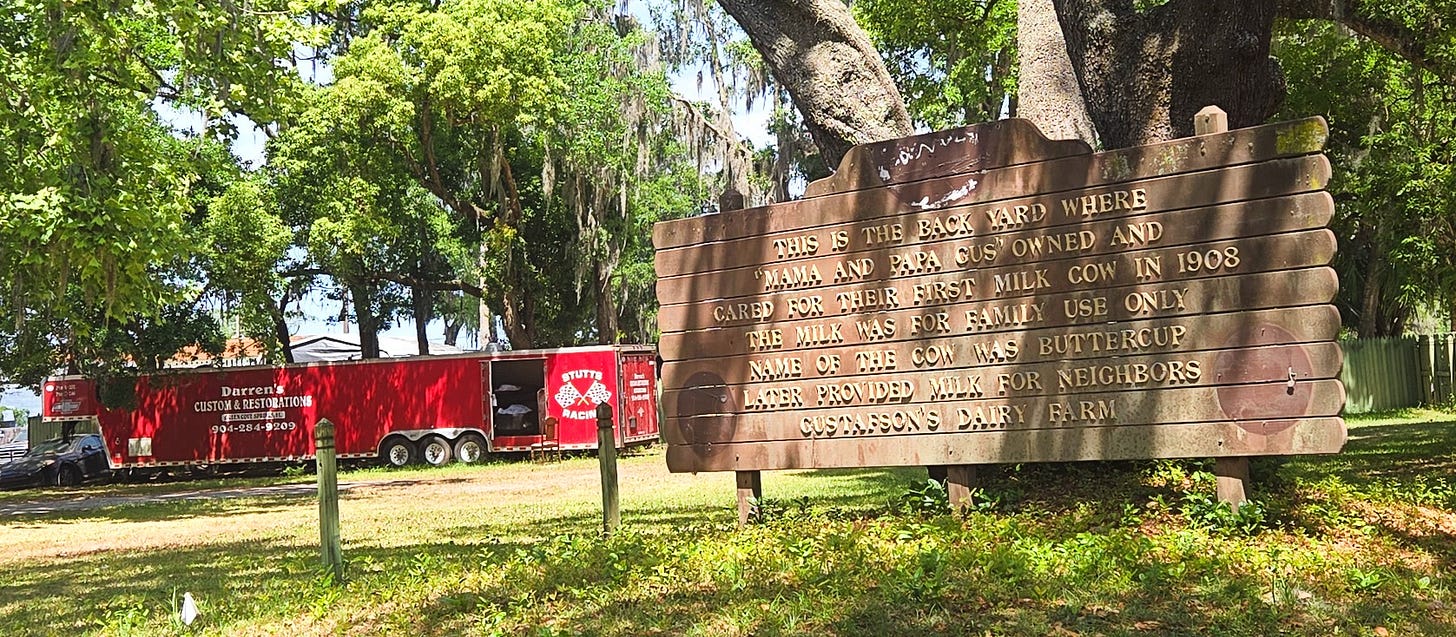 THIS IS THE BACK YARD WHERE
"MAMA AND PAPA GUS" OWNED AND
CARED FOR THEIR FIRST MILK COW IN 1908
THE MILK WAS FOR FAMILY USE ONLY
NAME OF THE COW WAS BUTTERCUP
LATER PROVIDED MILK FOR NEIGHBORS
GUSTAFSON'S DAIRY FARM
Darren's
CUSTOM & RESTORATIONS
904-284-9209
STUTTS
RACING